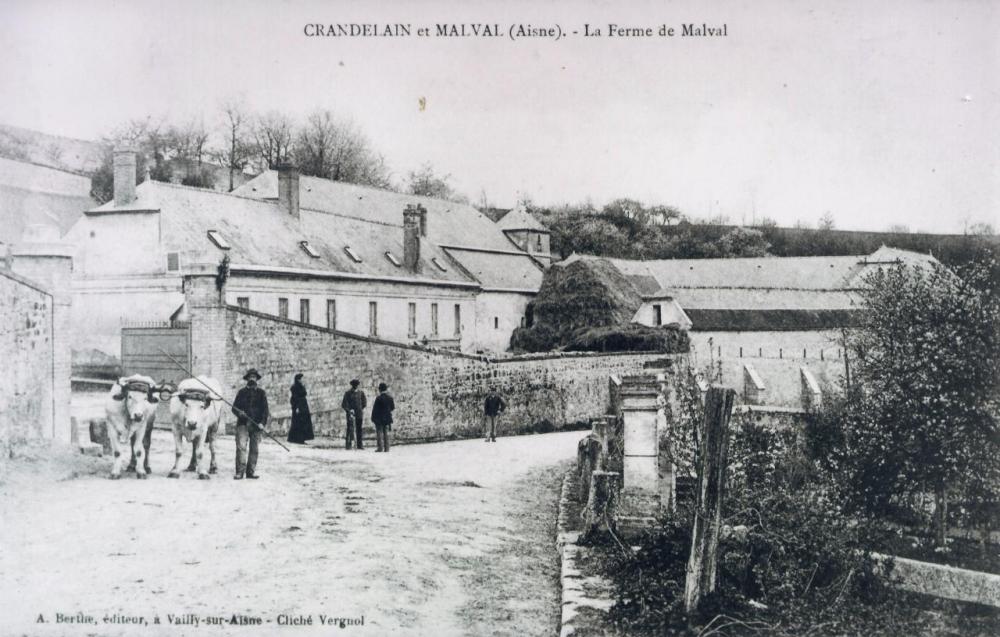 CRANDELAIN et MALVAL (Aisne). - La Ferme de Malval
A. Berthe, éditeur, à Vailly-sur-Aisne - Cliché Vergnol